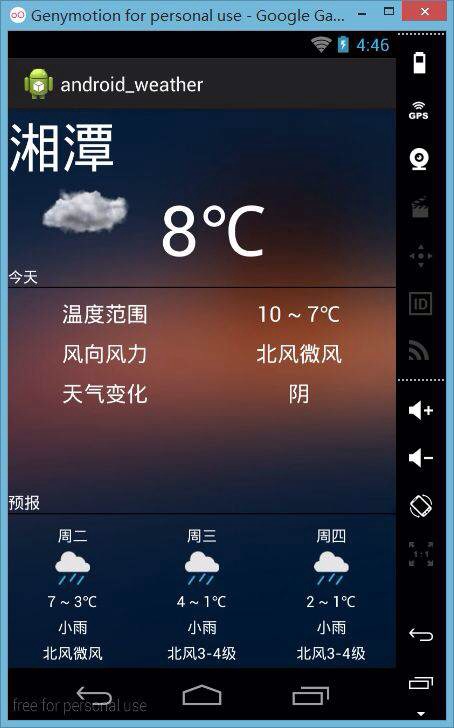 Genymotion for personal use - Google Ga...
4:46
android_weather
GPS
湘潭
8℃
今天
温度范围 10 ~ 7℃
风向风力 北风微风
天气变化 阴
ID
预报
1:1
周二 周三 周四
7 ~ 3℃ 4 ~ 1℃ 2 ~ 1℃
小雨 小雨 小雨
北风微风 北风3-4级 北风3-4级
free for personal use